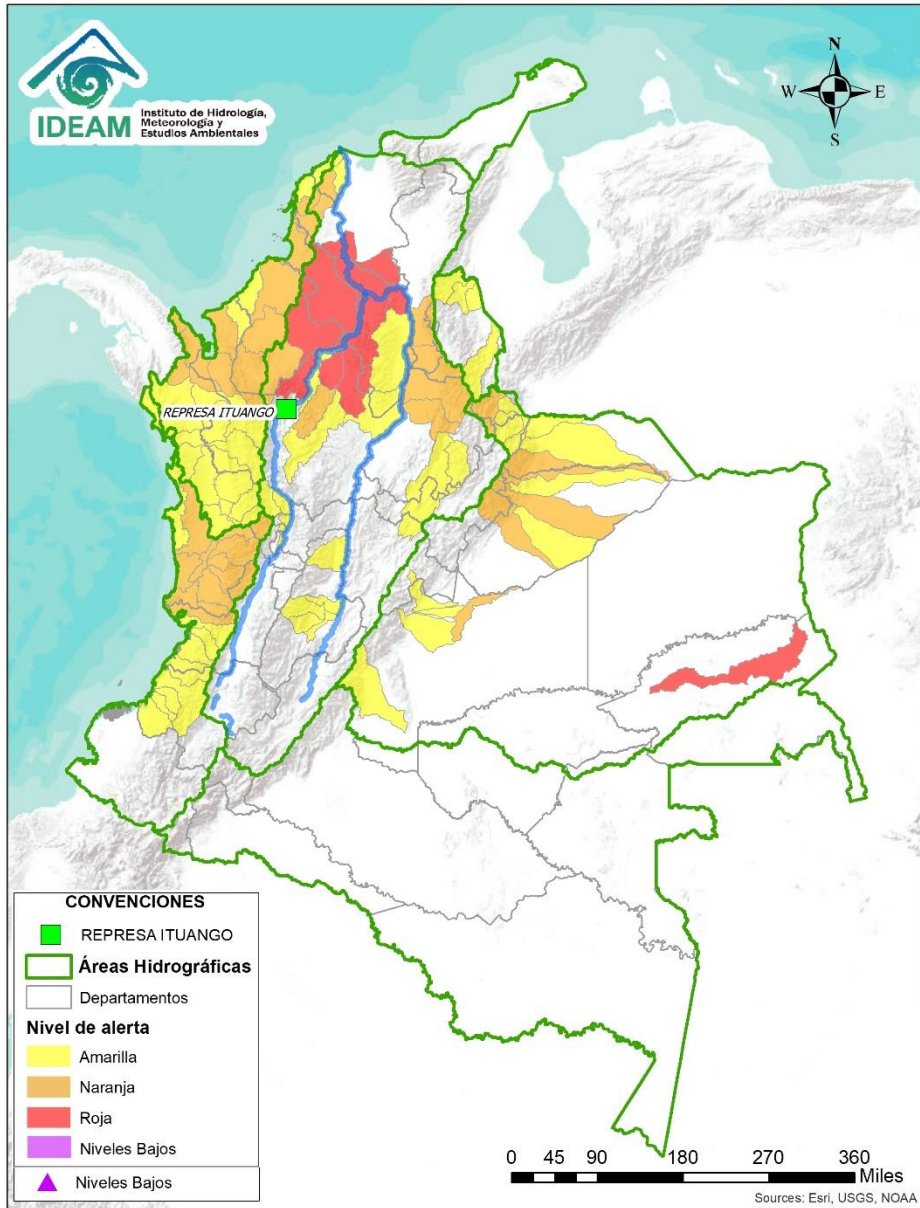 IDEAM
Instituto de Hidrología,
Meteorología y
Estudios Ambientales
N
W E
S
REPRESA ITUANGO
CONVENCIONES
REPRESA ITUANGO
Áreas Hidrográficas
Departamentos
Nivel de alerta
Amarilla
Naranja
Roja
Niveles Bajos
Niveles Bajos
0 45 90 180 270 360
Miles
Sources: Esri, USGS, NOAA